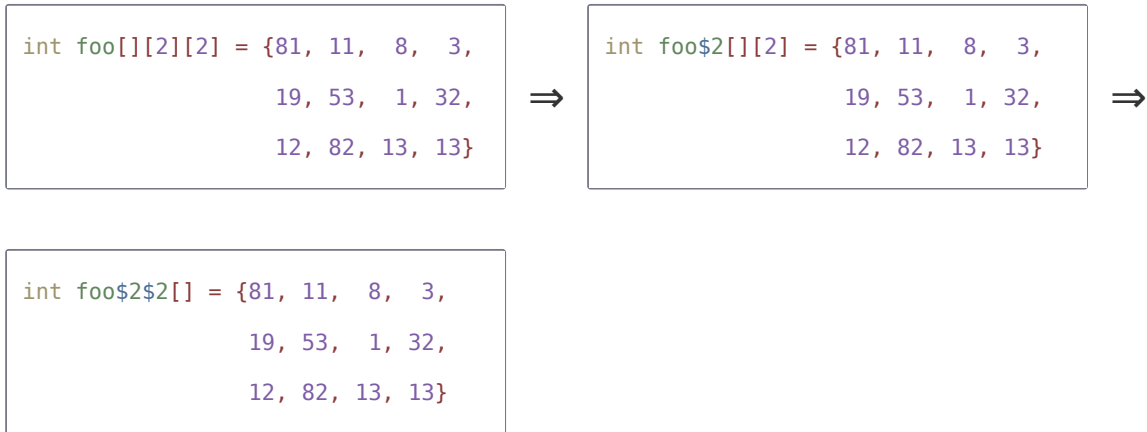 int foo[][2][2] = {81, 11,  8,  3,
                   19, 53,  1, 32,
                   12, 82, 13, 13}
⇒
int foo$2[][2] = {81, 11,  8,  3,
                  19, 53,  1, 32,
                  12, 82, 13, 13}
⇒
int foo$2$2[] = {81, 11,  8,  3,
                 19, 53,  1, 32,
                 12, 82, 13, 13}